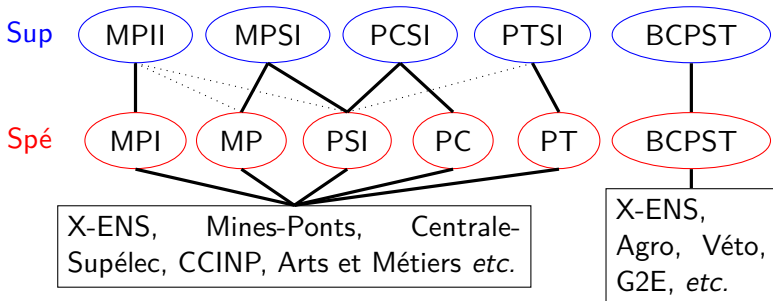 Sup MPII MPSI PCSI PTSI BCPST
Spé MPI MP PSI PC PT BCPST
X-ENS, Mines-Ponts, Centrale-
Supélec, CCINP, Arts et Métiers etc.
X-ENS,
Agro, Véto,
G2E, etc.